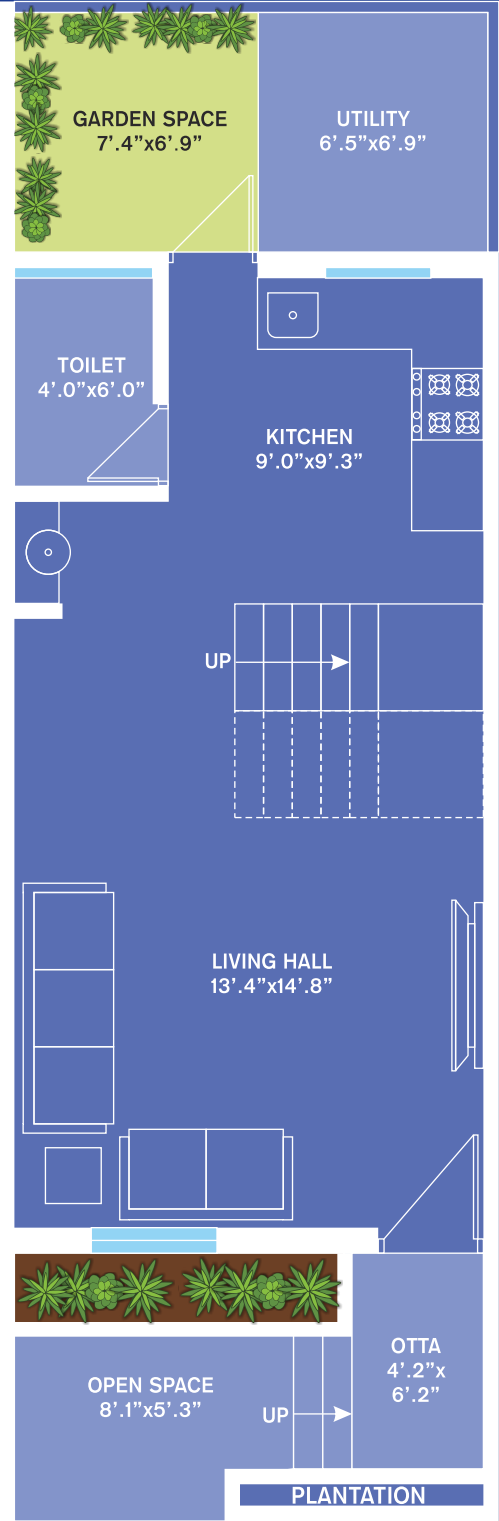 GARDEN SPACE
7’.4”x6’.9”
UTILITY
6’.5”x6’.9”
TOILET
4’.0”x6’.0”
KITCHEN
9’.0”x9’.3”
UP
LIVING HALL
13’.4”x14’.8”
OTTA
4’.2”x
6’.2”
OPEN SPACE
8’.1”x5’.3”
UP
PLANTATION